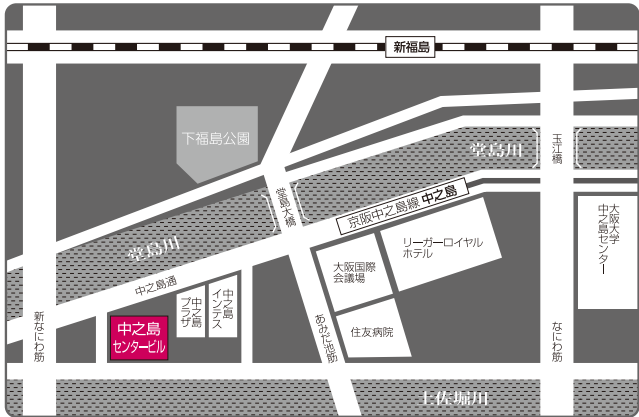 新福島
下福島公園
玉江橋
堂島川
堂島大橋
京阪中之島線 中之島
大阪大学
中之島センター
リーガーロイヤル
ホテル
堂島川
大阪国際
会議場
中之島通
中之島
インテス
中之島
プラザ
新なにわ筋
あみだ池筋
なにわ筋
中之島
センタービル
住友病院
土佐堀川